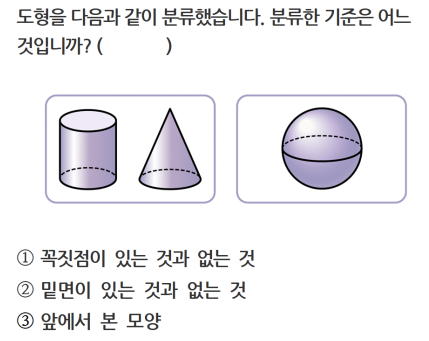 도형을 다음과 같이 분류했습니다. 분류한 기준은 어느
것입니까? (          )
① 꼭짓점이 있는 것과 없는 것
② 밑면이 있는 것과 없는 것
③ 앞에서 본 모양